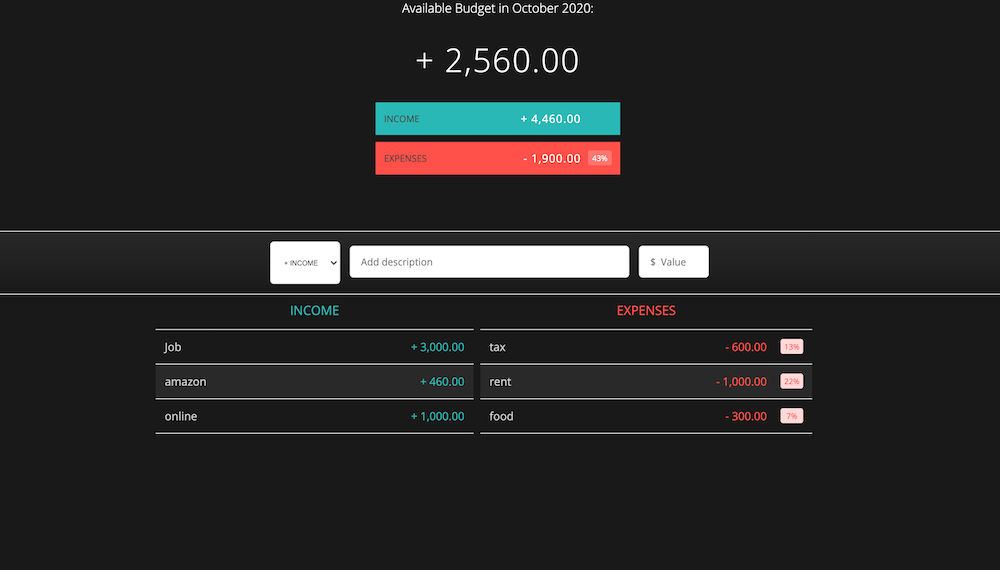 Available Budget in October 2020:
+ 2,560.00
INCOME + 4,460.00
EXPENSES - 1,900.00 43%
+ INCOME Add description $ Value
INCOME
Job + 3,000.00
amazon + 460.00
online + 1,000.00
EXPENSES
tax - 600.00 13%
rent - 1,000.00 22%
food - 300.00 7%